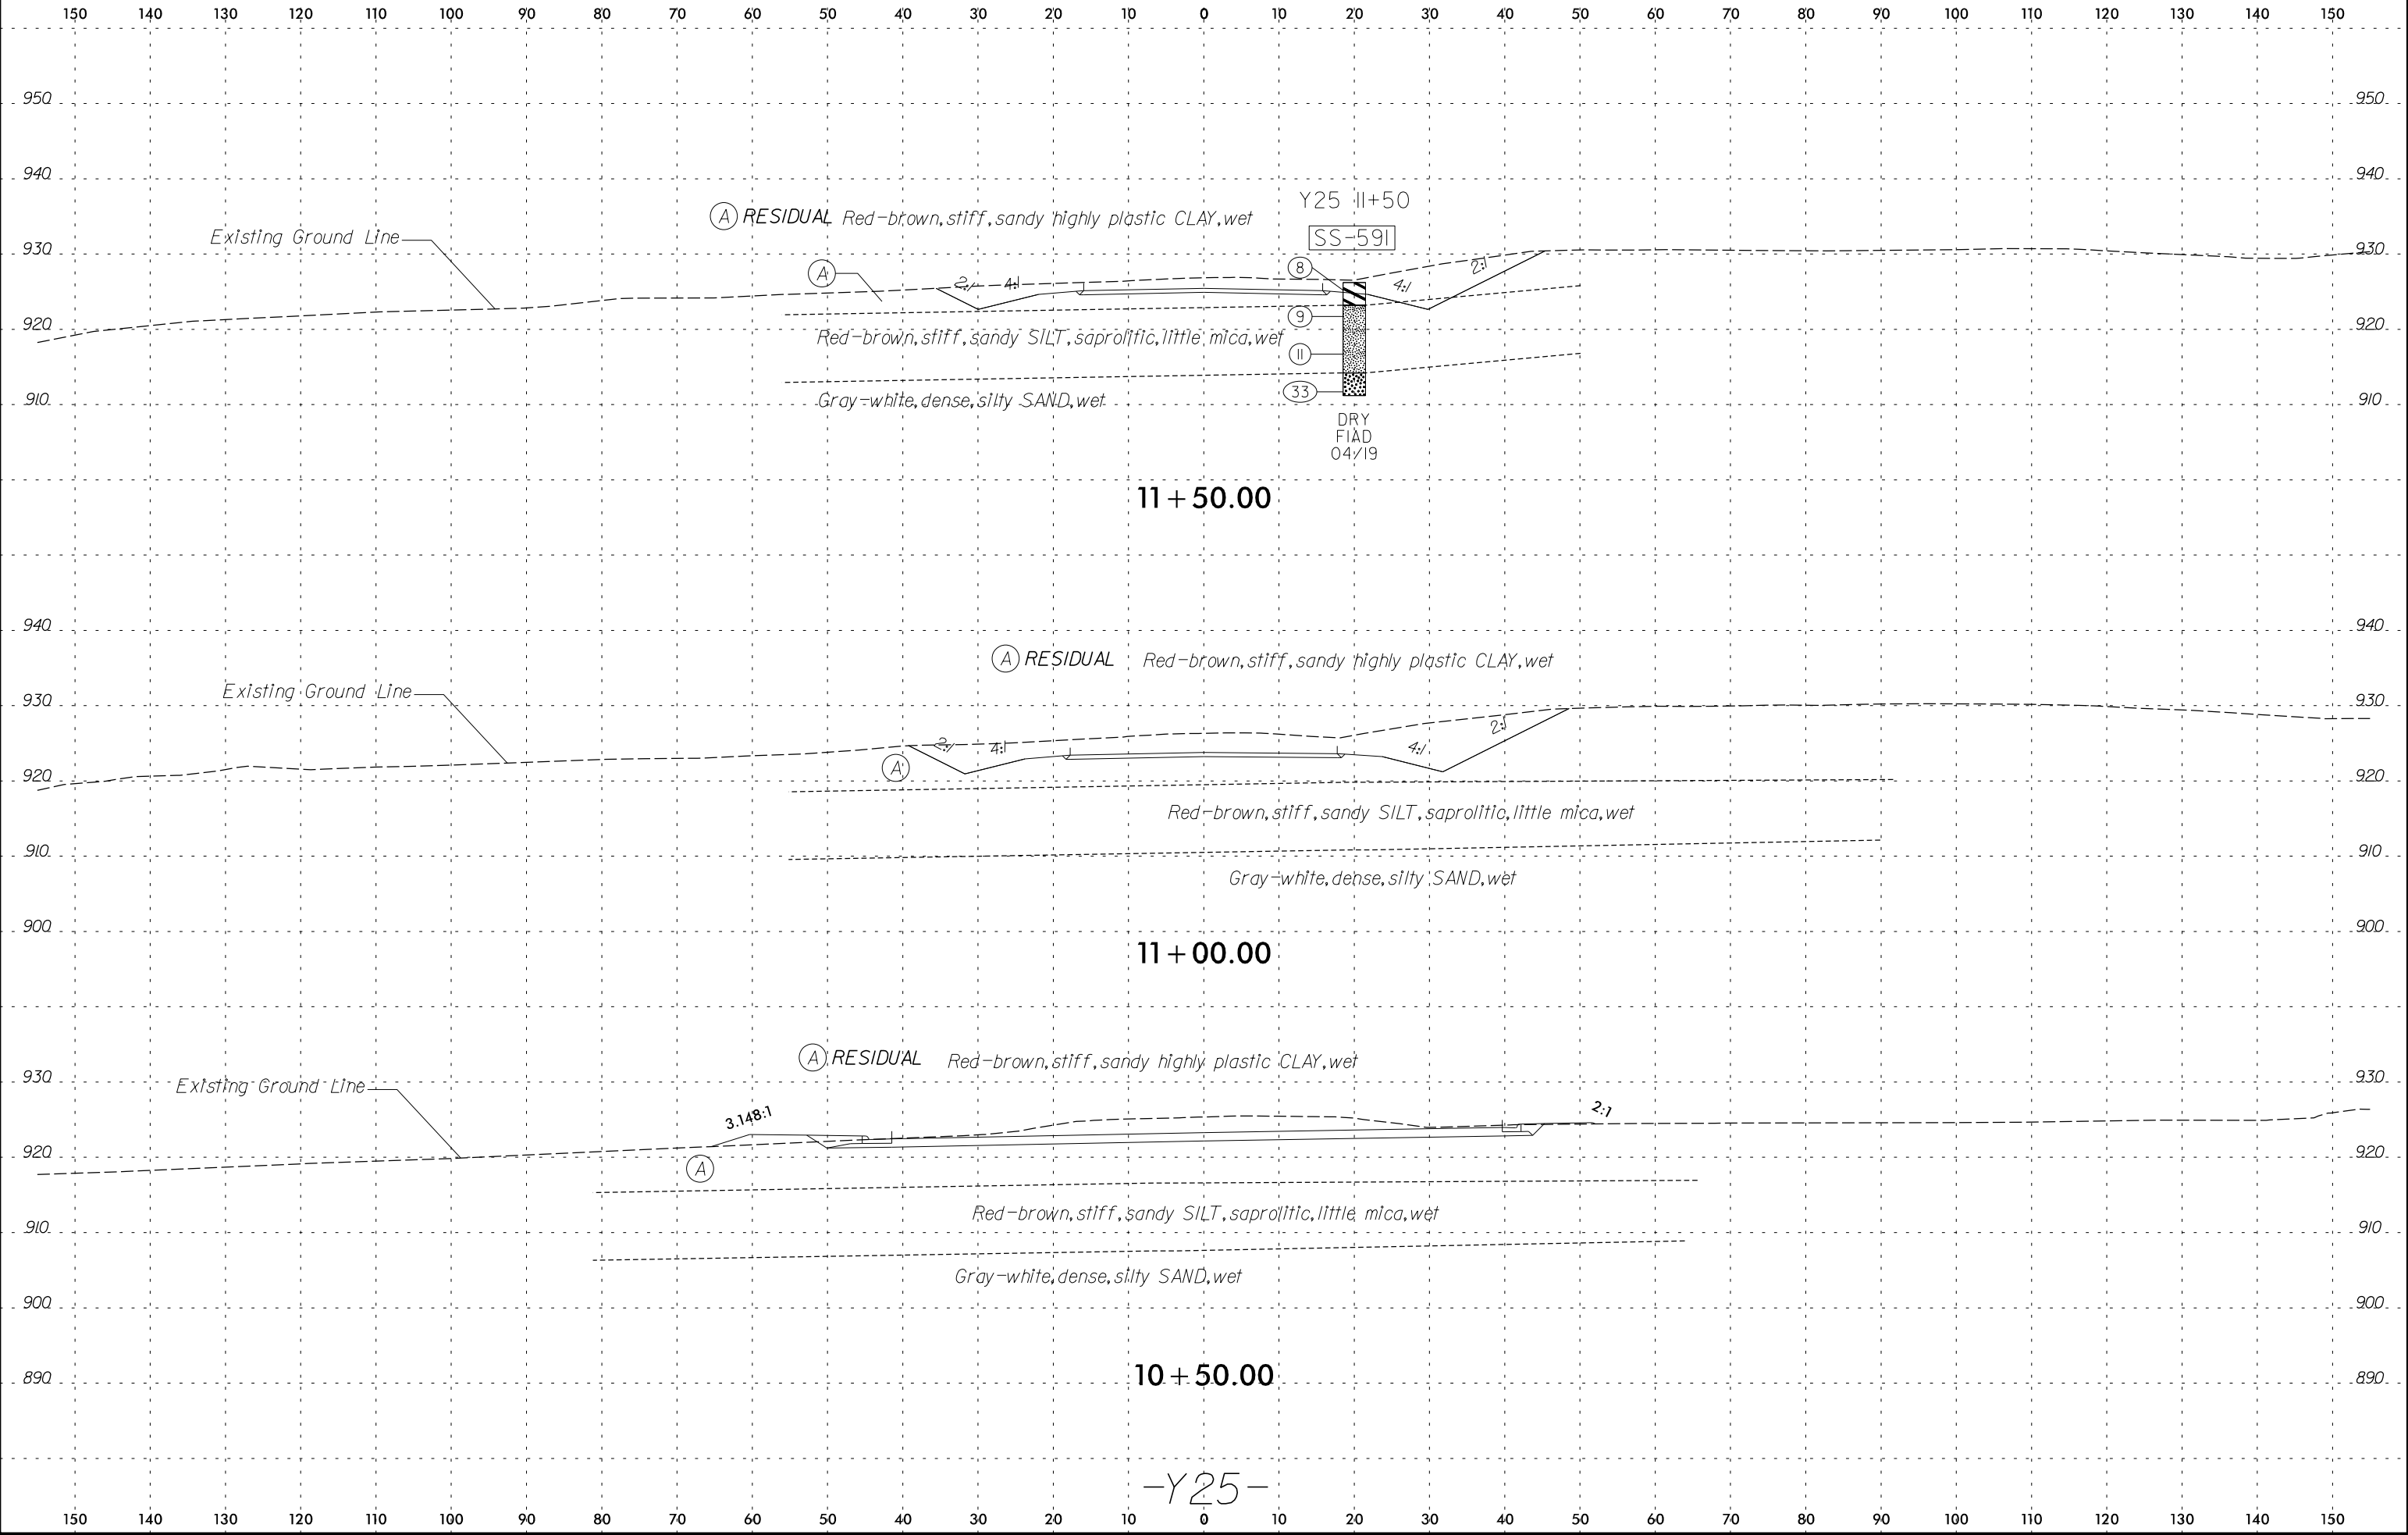 150 140 130 120 110 100 90 80 70 60 50 40 30 20 10 0 10 20 30 40 50 60 70 80 90 100 110 120 130 140 150
950 950
940 940
Y25 11+50
A RESIDUAL Red-brown, stiff, sandy highly plastic CLAY, wet
Existing Ground Line
SS-591
930 930
A
8
2:1 4:1 4:1 2:1
9
920 920
Red-brown, stiff, sandy SILT, saprolitic, little mica, wet
11
33
910 910
Gray-white, dense, silty SAND, wet
DRY
FIAD
04/19
11+50.00
940 940
A RESIDUAL Red-brown, stiff, sandy highly plastic CLAY, wet
Existing Ground Line
930 930
2:1 4:1 4:1 2:1
A
920 920
Red-brown, stiff, sandy SILT, saprolitic, little mica, wet
910 910
Gray-white, dense, silty SAND, wet
900 900
11+00.00
A RESIDUAL Red-brown, stiff, sandy highly plastic CLAY, wet
930 930
Existing Ground Line
3.148:1 2:1
920 920
A
Red-brown, stiff, sandy SILT, saprolitic, little mica, wet
910 910
Gray-white, dense, silty SAND, wet
900 900
10+50.00
890 890
-Y25-
150 140 130 120 110 100 90 80 70 60 50 40 30 20 10 0 10 20 30 40 50 60 70 80 90 100 110 120 130 140 150